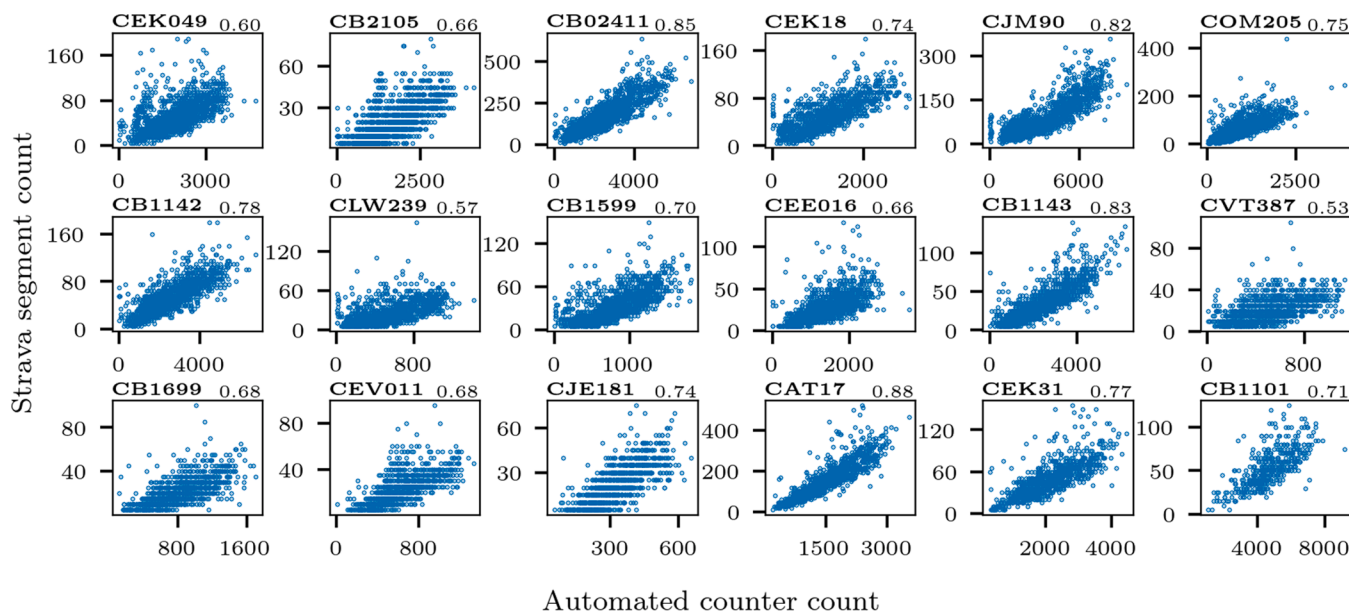 CEK049 0.60 CB2105 0.66 CB02411 0.85 CEK18 0.74 CJM90 0.82 COM205 0.75
160 60 500 160 300 400
80 30 250 80 150 200
0 0 0 0 0
0 3000 0 2500 0 4000 0 2000 0 6000 0 2500
CB1142 0.78 CLW239 0.57 CB1599 0.70 CEE016 0.66 CB1143 0.83 CVT387 0.53
160 120 120 100 100 80
80 60 60 50 50 40
0 0 0 0 0 0
0 4000 0 800 0 1000 0 2000 0 4000 0 800
CB1699 0.68 CEV011 0.68 CJE181 0.74 CAT17 0.88 CEK31 0.77 CB1101 0.71
80 80 60 400 120 100
40 40 30 200 60 50
0 0 0
800 1600 0 800 300 600 1500 3000 2000 4000 4000 8000
Strava segment count
Automated counter count